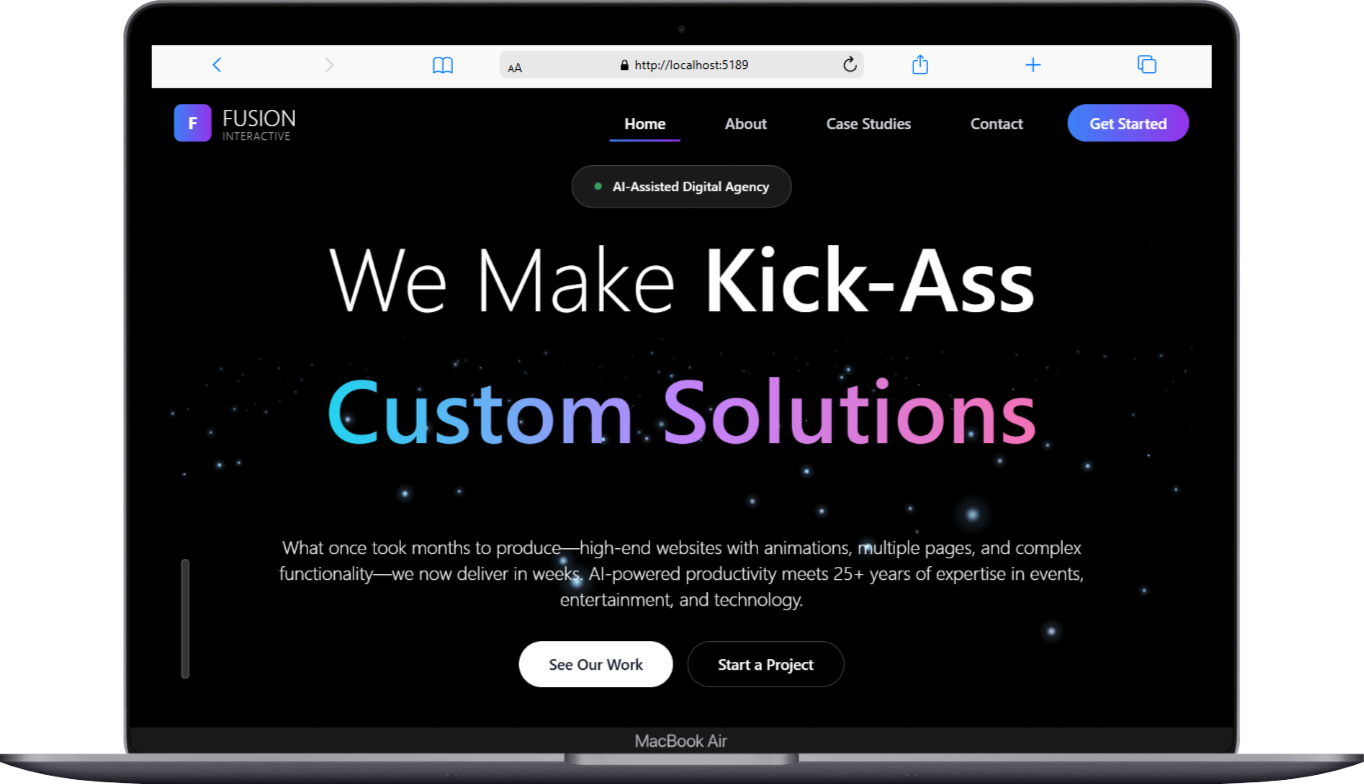 AA http://localhost:5189
F FUSION
INTERACTIVE
Home About Case Studies Contact Get Started
AI-Assisted Digital Agency
We Make Kick-Ass
Custom Solutions
What once took months to produce—high-end websites with animations, multiple pages, and complex
functionality—we now deliver in weeks. AI-powered productivity meets 25+ years of expertise in events,
entertainment, and technology.
See Our Work Start a Project
MacBook Air